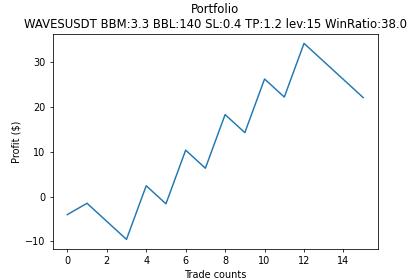 Portfolio
WAVESUSDT BBM:3.3 BBL:140 SL:0.4 TP:1.2 lev:15 WinRatio:38.0
30
20
10
0
−10
Profit ($)
0 2 4 6 8 10 12 14
Trade counts